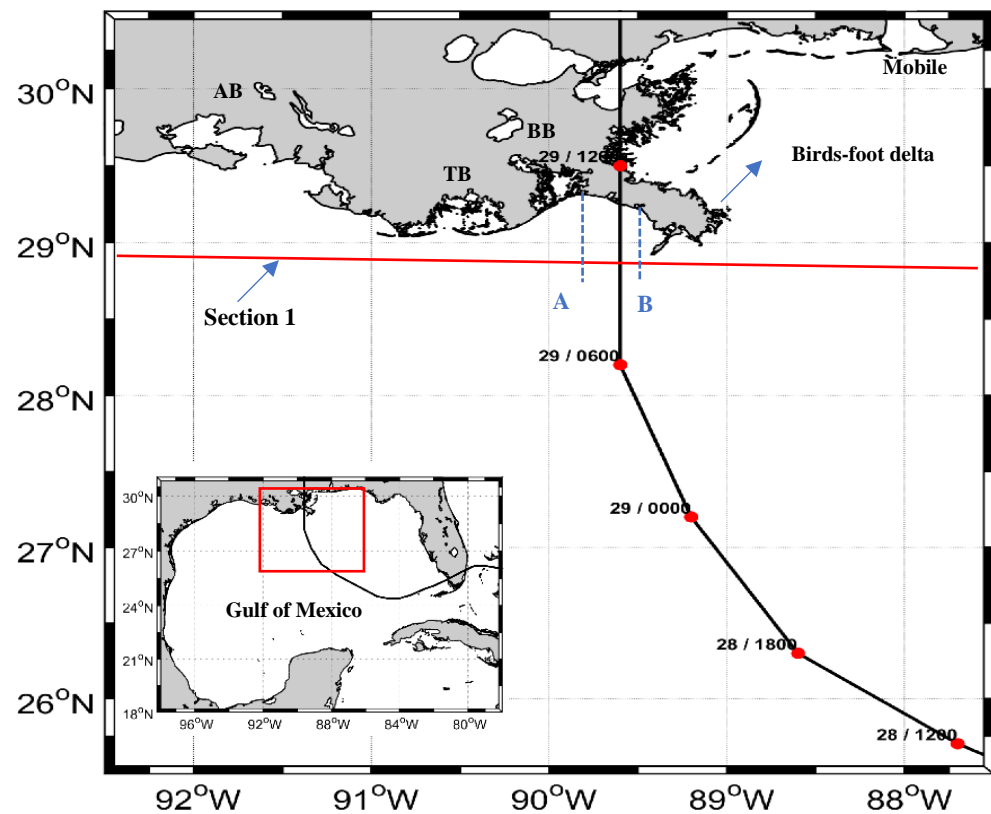 Mobile
30°N
AB
BB
29 / 1200
Birds-foot delta
TB
29°N
A
B
Section 1
29 / 0600
28°N
30°N
29 / 0000
27°N
27°N
Gulf of Mexico
24°N
28 / 1800
21°N
26°N
18°N
28 / 1200
96°W
92°W
88°W
84°W
80°W
92°W
91°W
90°W
89°W
88°W